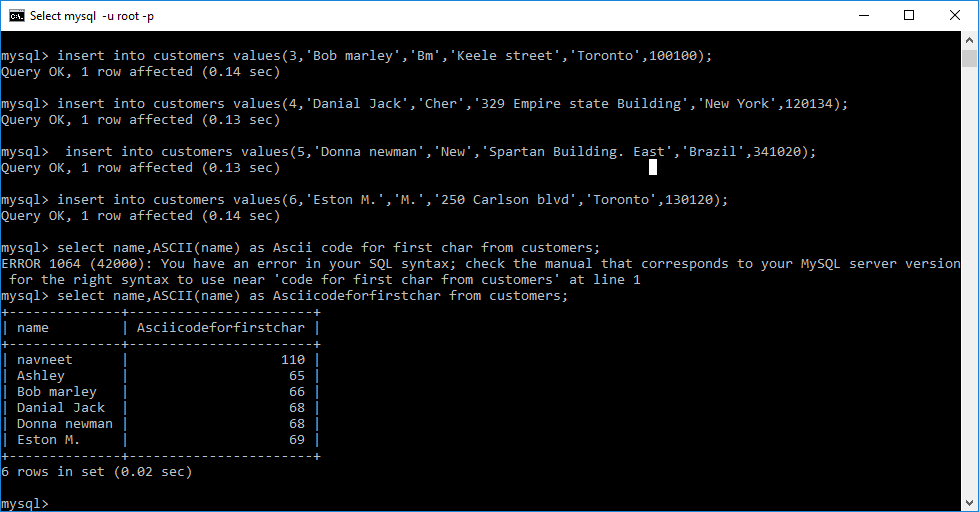 Select mysql -u root -p
mysql> insert into customers values(3,'Bob marley','Bm','Keele street','Toronto',100100);
Query OK, 1 row affected (0.14 sec)
mysql> insert into customers values(4,'Danial Jack','Cher','329 Empire state Building','New York',120134);
Query OK, 1 row affected (0.13 sec)
mysql>  insert into customers values(5,'Donna newman','New','Spartan Building. East','Brazil',341020);
Query OK, 1 row affected (0.13 sec)
mysql> insert into customers values(6,'Eston M.','M.','250 Carlson blvd','Toronto',130120);
Query OK, 1 row affected (0.14 sec)
mysql> select name,ASCII(name) as Ascii code for first char from customers;
ERROR 1064 (42000): You have an error in your SQL syntax; check the manual that corresponds to your MySQL server version
 for the right syntax to use near 'code for first char from customers' at line 1
mysql> select name,ASCII(name) as Asciicodeforfirstchar from customers;
+--------------+-----------------------+
| name         | Asciicodeforfirstchar |
+--------------+-----------------------+
| navneet      |                   110 |
| Ashley       |                    65 |
| Bob marley   |                    66 |
| Danial Jack  |                    68 |
| Donna newman |                    68 |
| Eston M.     |                    69 |
+--------------+-----------------------+
6 rows in set (0.02 sec)
mysql>